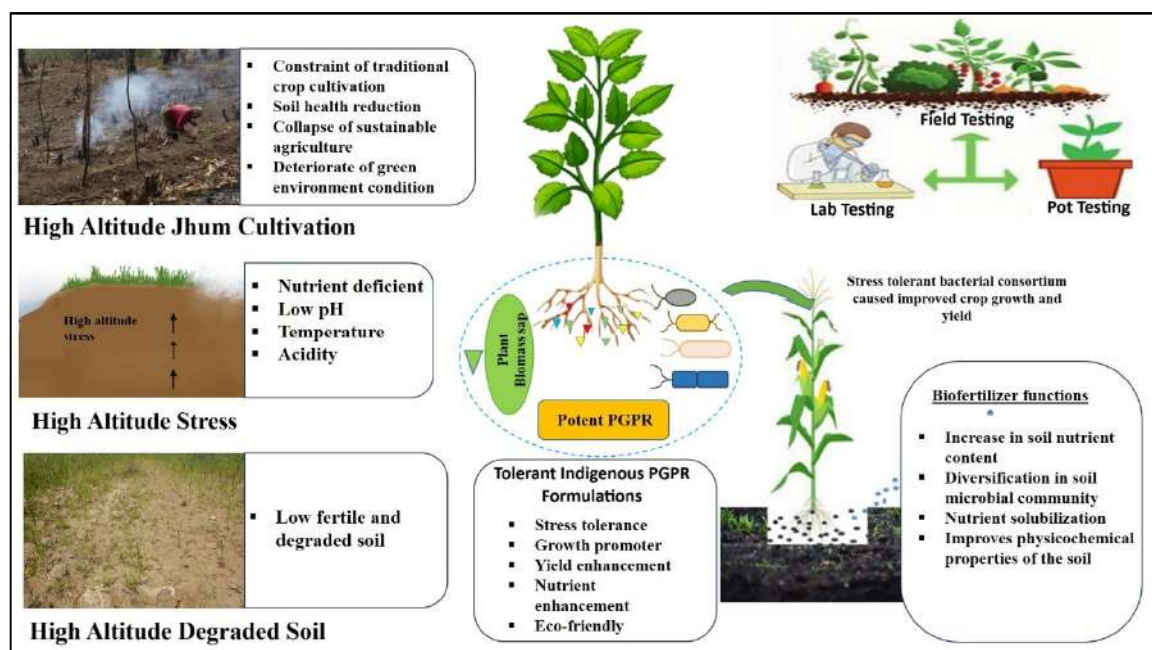 Constraint of traditional
crop cultivation
Soil health reduction
Collapse of sustainable
agriculture
Deteriorate of green
environment condition
High Altitude Jhum Cultivation
High altitude
stress
Nutrient deficient
Low pH
Temperature
Acidity
High Altitude Stress
Low fertile and
degraded soil
High Altitude Degraded Soil
Plant
Biomass sap
Potent PGPR
Tolerant Indigenous PGPR
Formulations
Stress tolerance
Growth promoter
Yield enhancement
Nutrient
enhancement
Eco-friendly
Field Testing
Lab Testing
Pot Testing
Stress tolerant bacterial consortium
caused improved crop growth and
yield
Biofertilizer functions
Increase in soil nutrient
content
Diversification in soil
microbial community
Nutrient solubilization
Improves physicochemical
properties of the soil